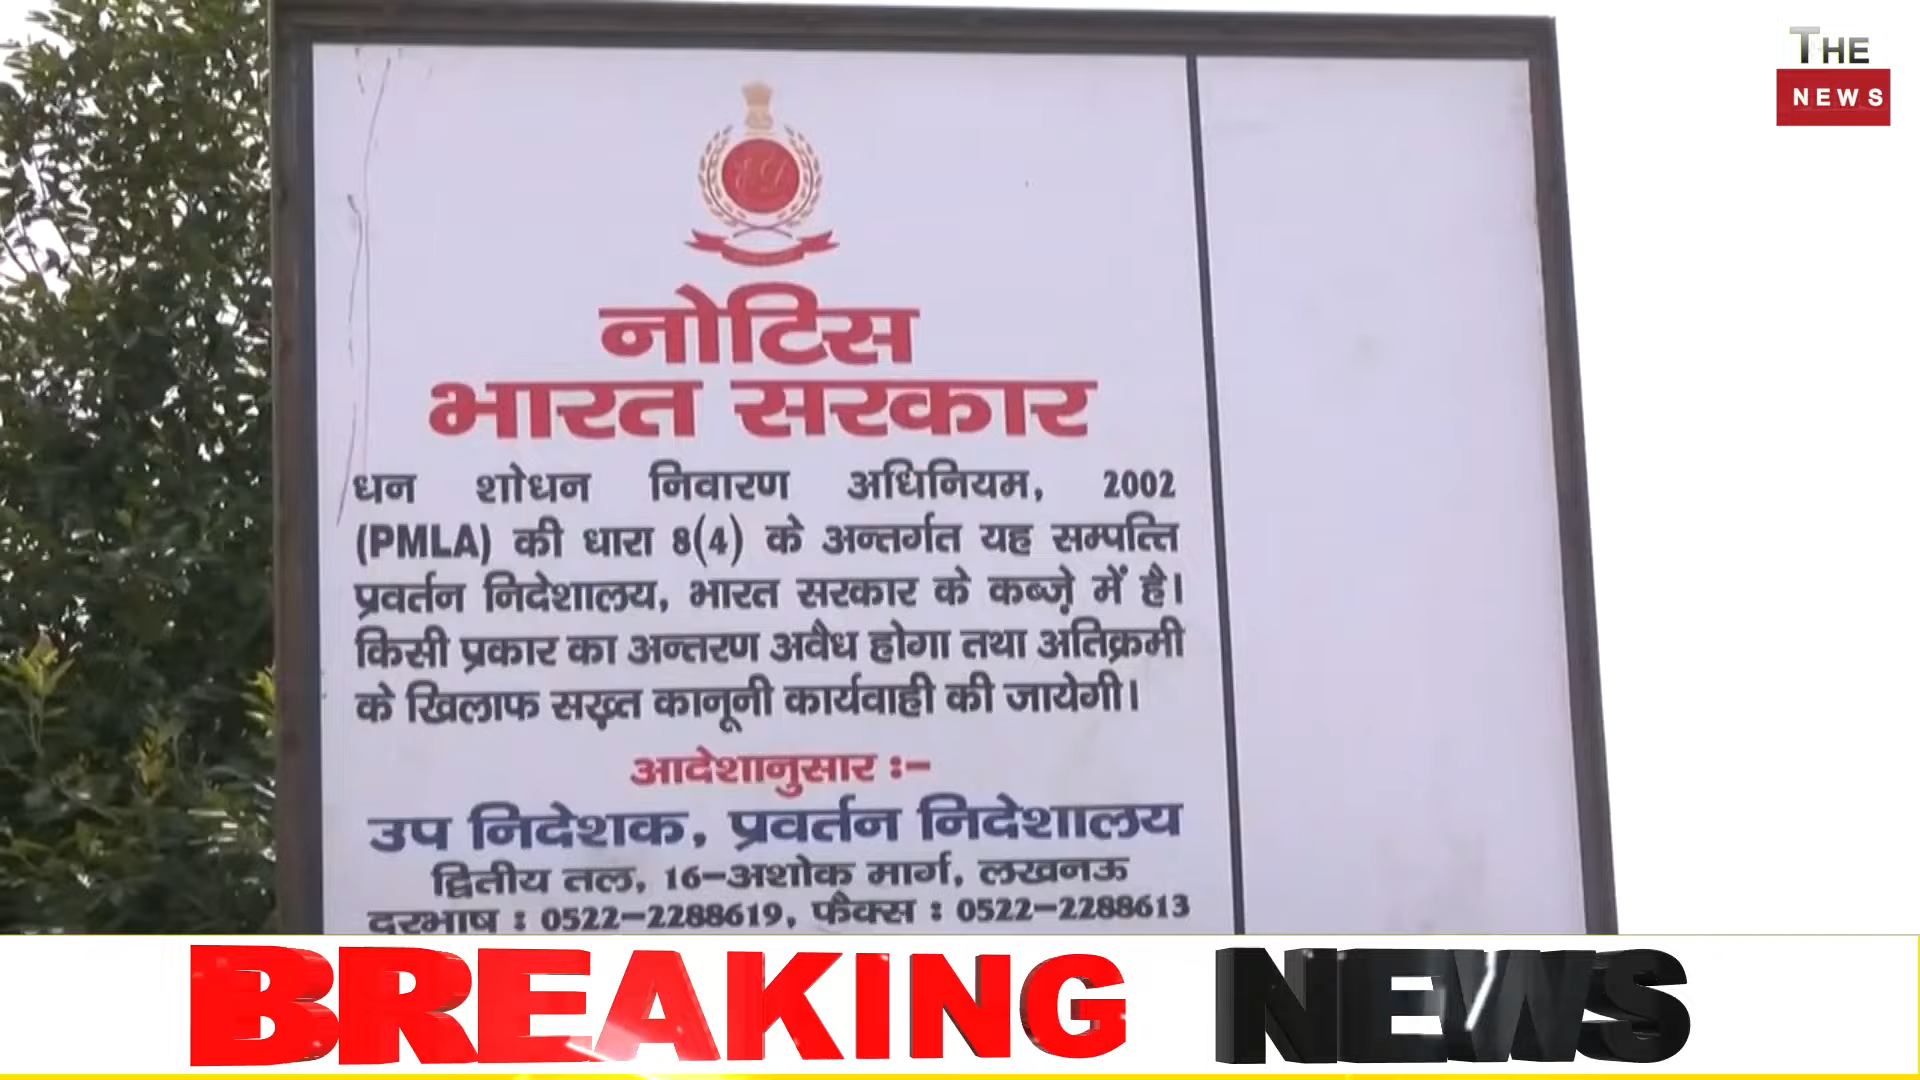 THE
NEWS
नोटिस
भारत सरकार
धन शोधन निवारण अधिनियम, 2002
(PMLA) की धारा 8(4) के अन्तर्गत यह सम्पत्ति
प्रवर्तन निदेशालय, भारत सरकार के कब्ज़े में है।
किसी प्रकार का अन्तरण अवैध होगा तथा अतिक्रमी
के खिलाफ सख़्त कानूनी कार्यवाही की जायेगी।
आदेशानुसार :-
उप निदेशक, प्रवर्तन निदेशालय
द्वितीय तल, 16-अशोक मार्ग, लखनऊ
दूरभाष : 0522-2288619, फैक्स : 0522-2288613
BREAKING NEWS